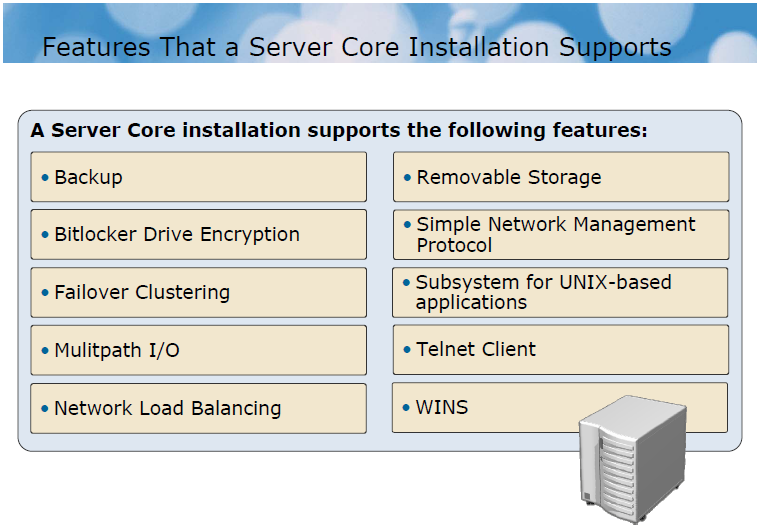 Features That a Server Core Installation Supports
A Server Core installation supports the following features:
• Backup
• Bitlocker Drive Encryption
• Failover Clustering
• Mulitpath I/O
• Network Load Balancing
• Removable Storage
• Simple Network Management
Protocol
• Subsystem for UNIX-based
applications
• Telnet Client
• WINS